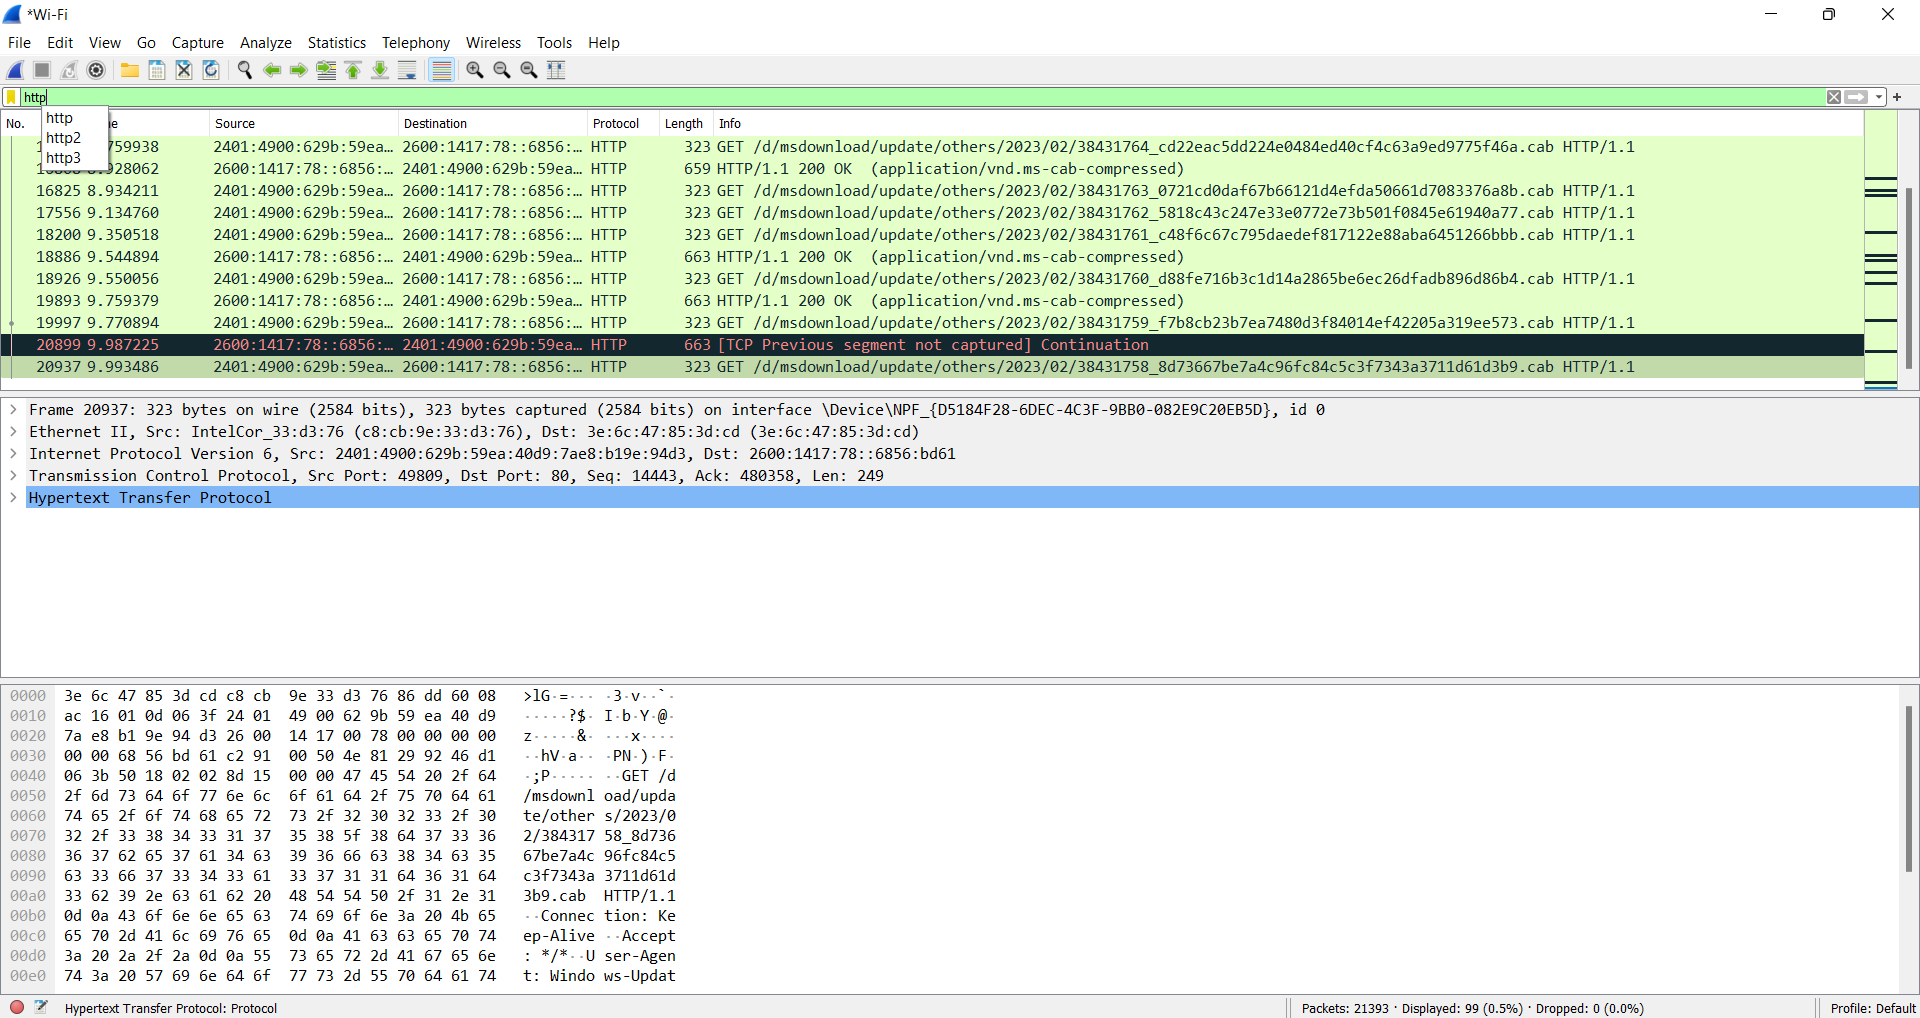 *Wi-Fi
File Edit View Go Capture Analyze Statistics Telephony Wireless Tools Help
http
http
http2
http3
No. Source Destination Protocol Length Info
759938 2401:4900:629b:59ea… 2600:1417:78::6856:… HTTP 323 GET /d/msdownload/update/others/2023/02/38431764_cd22eac5dd224e0484ed40cf4c63a9ed9775f46a.cab HTTP/1.1
928062 2600:1417:78::6856:… 2401:4900:629b:59ea… HTTP 659 HTTP/1.1 200 OK (application/vnd.ms-cab-compressed)
16825 8.934211 2401:4900:629b:59ea… 2600:1417:78::6856:… HTTP 323 GET /d/msdownload/update/others/2023/02/38431763_0721cd0daf67b66121d4efda50661d7083376a8b.cab HTTP/1.1
17556 9.134760 2401:4900:629b:59ea… 2600:1417:78::6856:… HTTP 323 GET /d/msdownload/update/others/2023/02/38431762_5818c43c247e33e0772e73b501f0845e61940a77.cab HTTP/1.1
18200 9.350518 2401:4900:629b:59ea… 2600:1417:78::6856:… HTTP 323 GET /d/msdownload/update/others/2023/02/38431761_c48f6c67c795daedef817122e88aba6451266bbb.cab HTTP/1.1
18886 9.544894 2600:1417:78::6856:… 2401:4900:629b:59ea… HTTP 663 HTTP/1.1 200 OK (application/vnd.ms-cab-compressed)
18926 9.550056 2401:4900:629b:59ea… 2600:1417:78::6856:… HTTP 323 GET /d/msdownload/update/others/2023/02/38431760_d88fe716b3c1d14a2865be6ec26dfadb896d86b4.cab HTTP/1.1
19893 9.759379 2600:1417:78::6856:… 2401:4900:629b:59ea… HTTP 663 HTTP/1.1 200 OK (application/vnd.ms-cab-compressed)
19997 9.770894 2401:4900:629b:59ea… 2600:1417:78::6856:… HTTP 323 GET /d/msdownload/update/others/2023/02/38431759_f7b8cb23b7ea7480d3f84014ef42205a319ee573.cab HTTP/1.1
20899 9.987225 2600:1417:78::6856:… 2401:4900:629b:59ea… HTTP 663 [TCP Previous segment not captured] Continuation
20937 9.993486 2401:4900:629b:59ea… 2600:1417:78::6856:… HTTP 323 GET /d/msdownload/update/others/2023/02/38431758_8d73667be7a4c96fc84c5c3f7343a3711d61d3b9.cab HTTP/1.1
Frame 20937: 323 bytes on wire (2584 bits), 323 bytes captured (2584 bits) on interface \Device\NPF_{D5184F28-6DEC-4C3F-9BB0-082E9C20EB5D}, id 0
Ethernet II, Src: IntelCor_33:d3:76 (c8:cb:9e:33:d3:76), Dst: 3e:6c:47:85:3d:cd (3e:6c:47:85:3d:cd)
Internet Protocol Version 6, Src: 2401:4900:629b:59ea:40d9:7ae8:b19e:94d3, Dst: 2600:1417:78::6856:bd61
Transmission Control Protocol, Src Port: 49809, Dst Port: 80, Seq: 14443, Ack: 480358, Len: 249
Hypertext Transfer Protocol
0000 3e 6c 47 85 3d cd c8 cb 9e 33 d3 76 86 dd 60 08 >lG·=··· ·3·v··`·
0010 ac 16 01 0d 06 3f 24 01 49 00 62 9b 59 ea 40 d9 ·····?$· I·b·Y·@·
0020 7a e8 b1 9e 94 d3 26 00 14 17 00 78 00 00 00 00 z·····&· ···x····
0030 00 00 68 56 bd 61 c2 91 00 50 4e 81 29 92 46 d1 ··hV·a·· ·PN·)·F·
0040 06 3b 50 18 02 02 8d 15 00 00 47 45 54 20 2f 64 ·;P····· ··GET /d
0050 2f 6d 73 64 6f 77 6e 6c 6f 61 64 2f 75 70 64 61 /msdownl oad/upda
0060 74 65 2f 6f 74 68 65 72 73 2f 32 30 32 33 2f 30 te/other s/2023/0
0070 32 2f 33 38 34 33 31 37 35 38 5f 38 64 37 33 36 2/384317 58_8d736
0080 36 37 62 65 37 61 34 63 39 36 66 63 38 34 63 35 67be7a4c 96fc84c5
0090 63 33 66 37 33 34 33 61 33 37 31 31 64 36 31 64 c3f7343a 3711d61d
00a0 33 62 39 2e 63 61 62 20 48 54 54 50 2f 31 2e 31 3b9.cab HTTP/1.1
00b0 0d 0a 43 6f 6e 6e 65 63 74 69 6f 6e 3a 20 4b 65 ··Connec tion: Ke
00c0 65 70 2d 41 6c 69 76 65 0d 0a 41 63 63 65 70 74 ep-Alive ··Accept
00d0 3a 20 2a 2f 2a 0d 0a 55 73 65 72 2d 41 67 65 6e : */*··U ser-Agen
00e0 74 3a 20 57 69 6e 64 6f 77 73 2d 55 70 64 61 74 t: Windo ws-Updat
Hypertext Transfer Protocol: Protocol Packets: 21393 · Displayed: 99 (0.5%) · Dropped: 0 (0.0%) Profile: Default